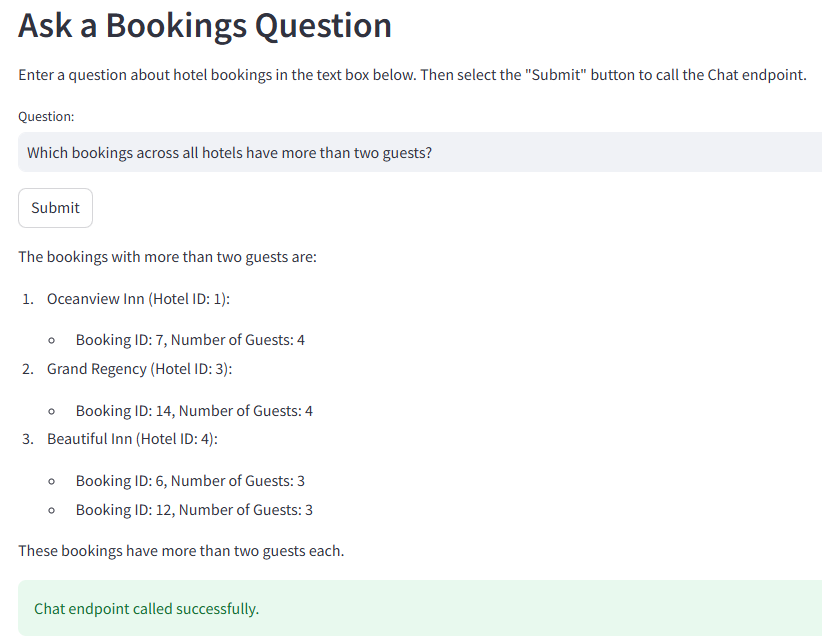 Ask a Bookings Question
Enter a question about hotel bookings in the text box below. Then select the "Submit" button to call the Chat endpoint.
Question:
Which bookings across all hotels have more than two guests?
Submit
The bookings with more than two guests are:
1. Oceanview Inn (Hotel ID: 1):
◦ Booking ID: 7, Number of Guests: 4
2. Grand Regency (Hotel ID: 3):
◦ Booking ID: 14, Number of Guests: 4
3. Beautiful Inn (Hotel ID: 4):
◦ Booking ID: 6, Number of Guests: 3
◦ Booking ID: 12, Number of Guests: 3
These bookings have more than two guests each.
Chat endpoint called successfully.